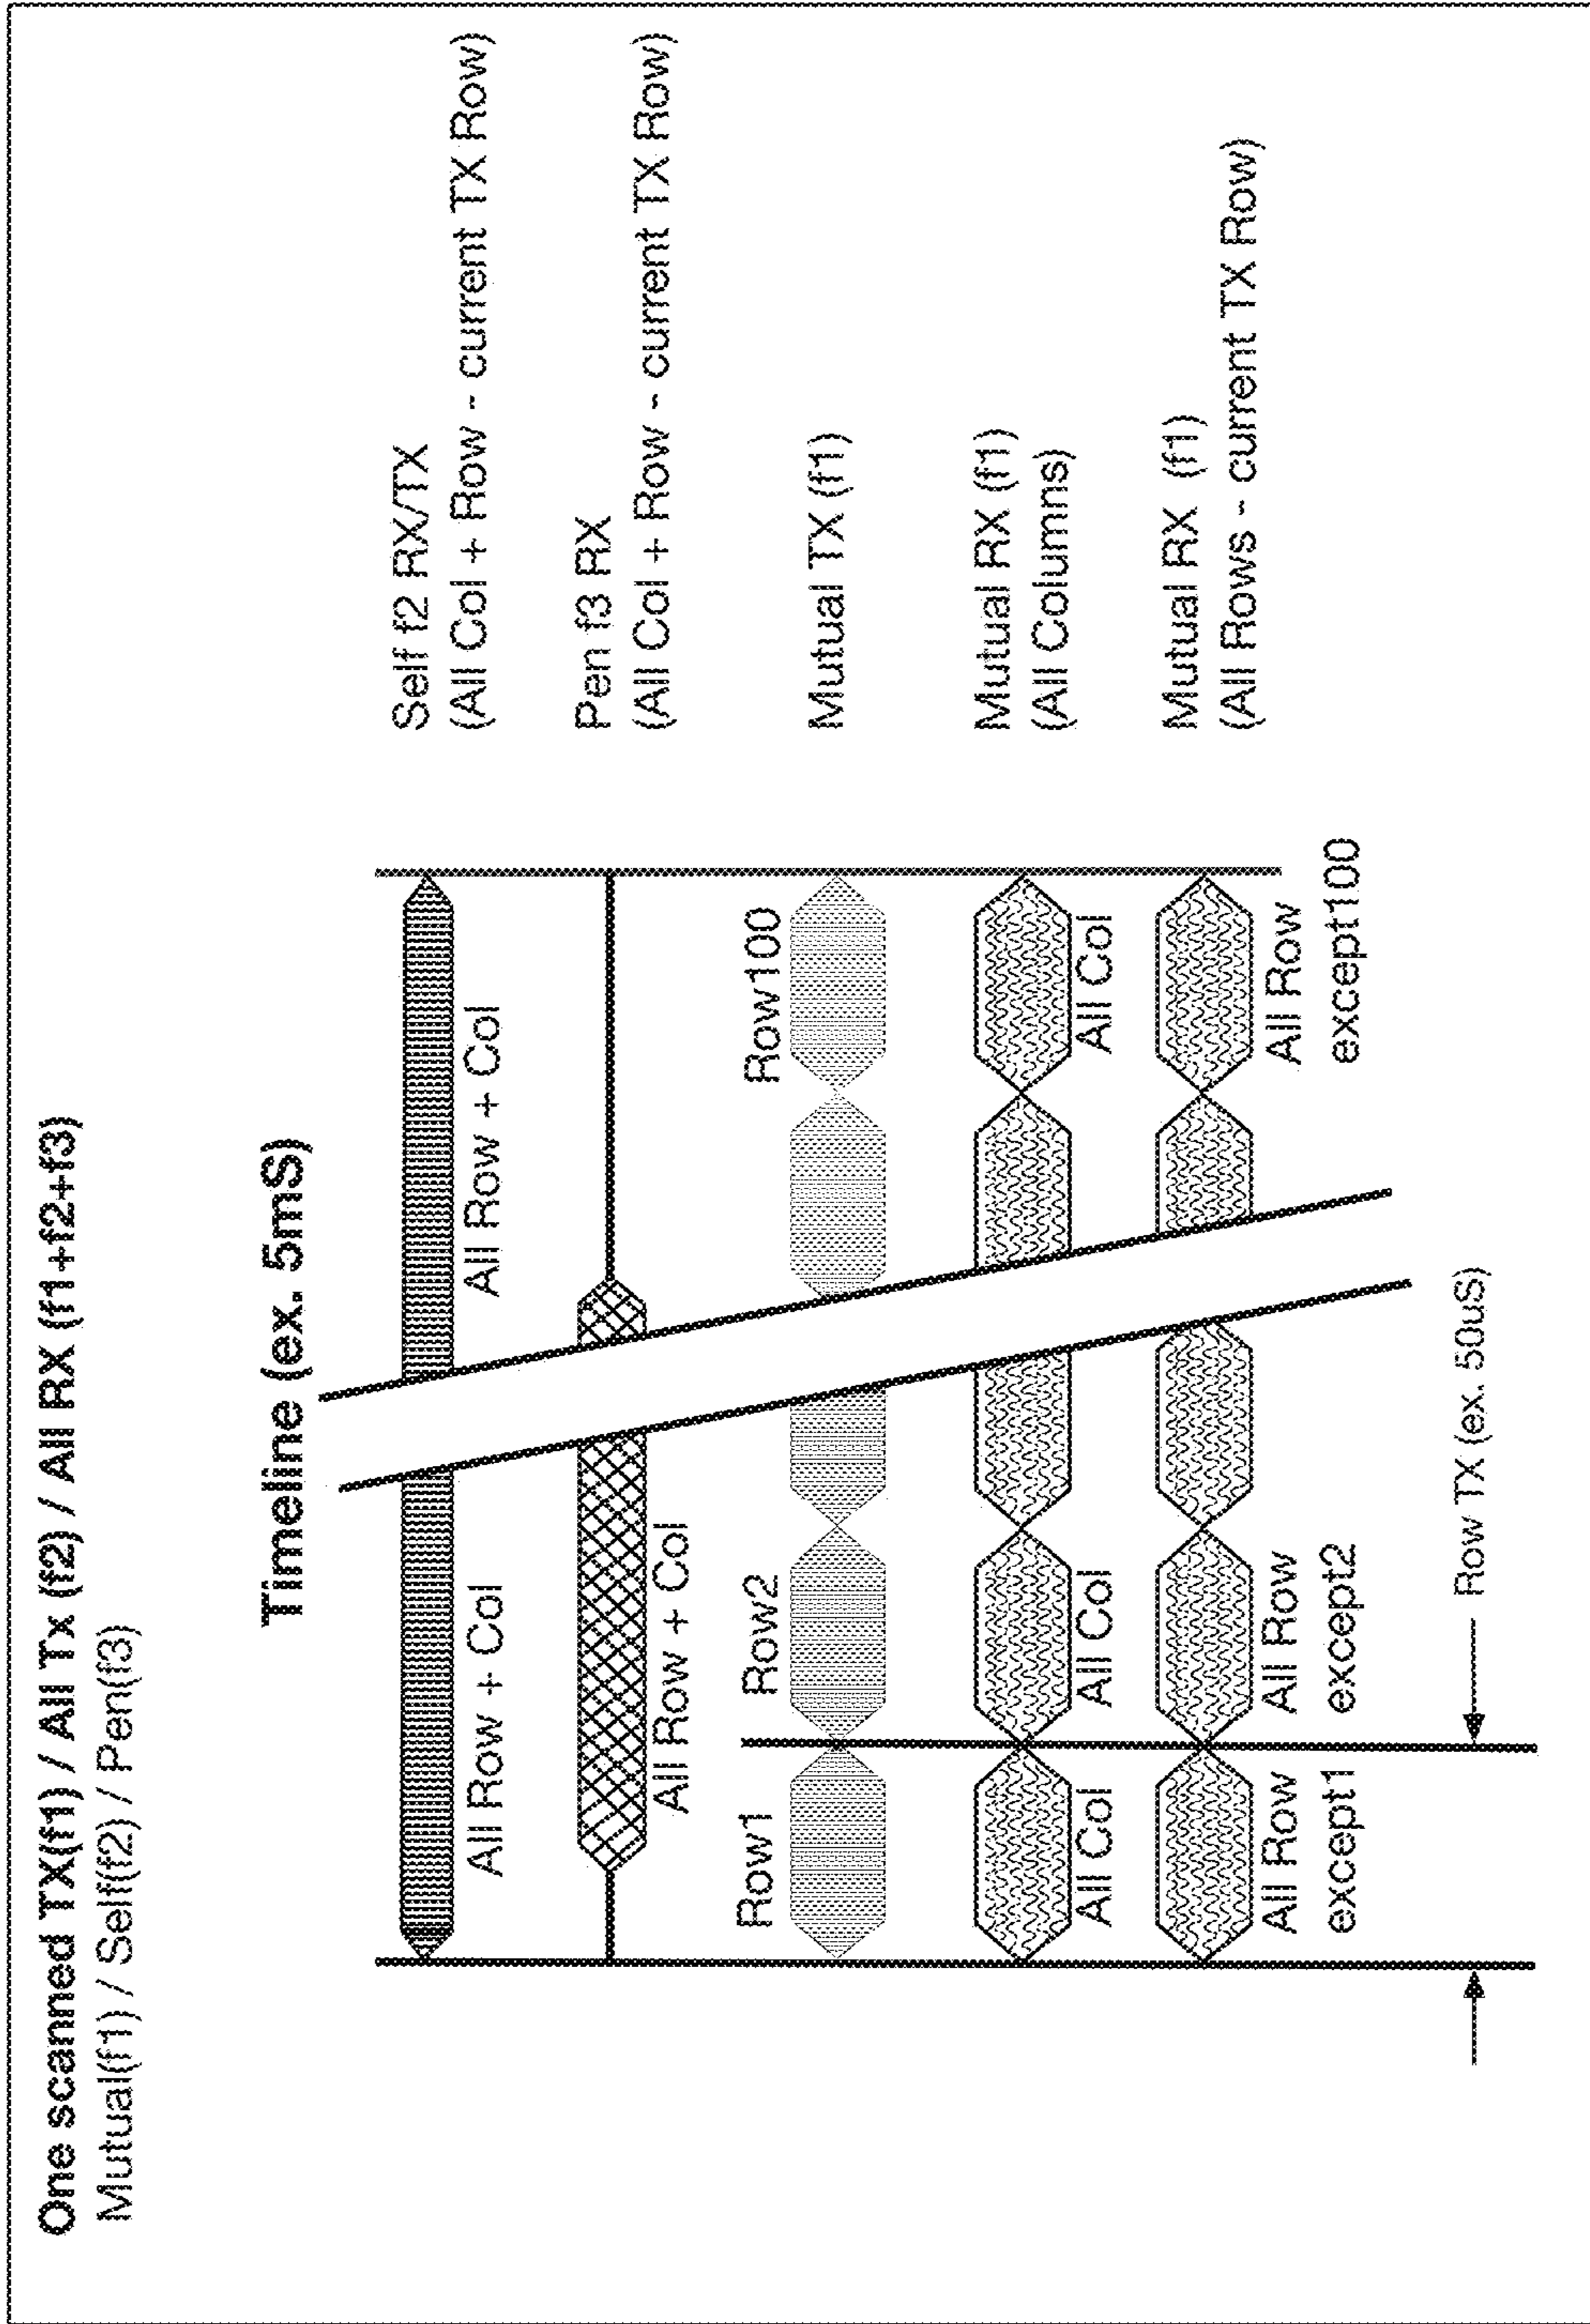 One scanned TX(f1) / All Tx (f2) / All RX (f1+f2+f3)
Mutual(f1) / Self(f2) / Pen(f3)
Timeline (ex. 5mS)
All Row + Col
All Row + Col
Self f2 RX/TX
(All Col + Row - current TX Row)
All Row + Col
Pen f3 RX
(All Col + Row - current TX Row)
Row1
Row2
Row100
Mutual TX (f1)
All Col
All Col
All Col
Mutual RX (f1)
(All Columns)
All Row
except1
All Row
except2
All Row
except100
Mutual RX (f1)
(All Rows - current TX Row)
Row TX (ex. 50uS)